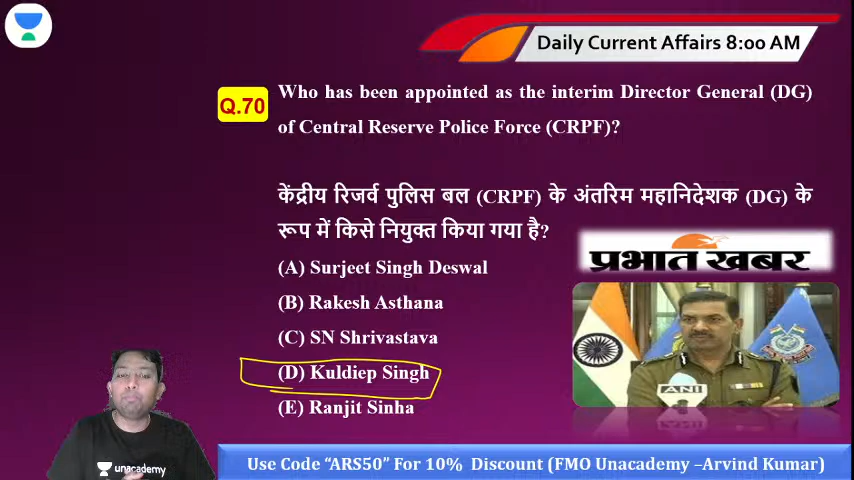 Daily Current Affairs 8:00 AM
Q.70
Who has been appointed as the interim Director General (DG)
of Central Reserve Police Force (CRPF)?
केंद्रीय रिजर्व पुलिस बल (CRPF) के अंतरिम महानिदेशक (DG) के
रूप में किसे नियुक्त किया गया है?
प्रभात खबर
(A) Surjeet Singh Deswal
(B) Rakesh Asthana
(C) SN Shrivastava
(D) Kuldiep Singh
(E) Ranjit Sinha
ANI
unacademy
Use Code “ARS50” For 10% Discount (FMO Unacademy –Arvind Kumar)